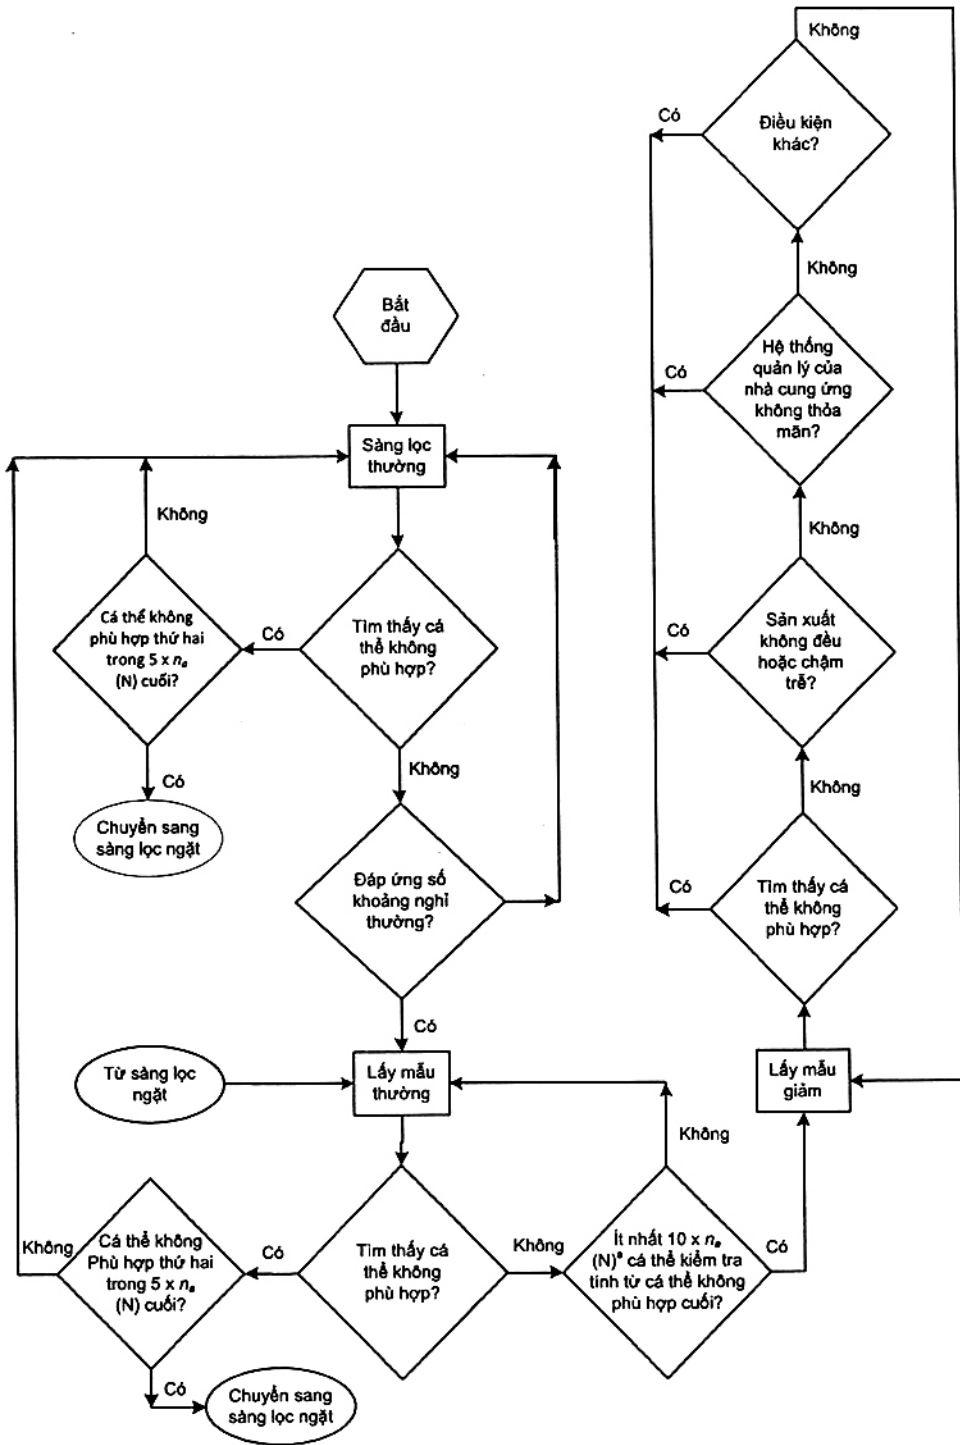 Bắt
đầu
Sàng lọc
thường
Tìm thấy cá
thể không
phù hợp?
Có
Cá thể không
phù hợp thứ hai
trong 5 x nₐ
(N) cuối?
Không
Có
Chuyển sang
sàng lọc ngặt
Không
Đáp ứng số
khoảng nghỉ
thường?
Có
Từ sàng lọc
ngặt
Lấy mẫu
thường
Tìm thấy cá
thể không
phù hợp?
Có
Cá thể không
Phù hợp thứ hai
trong 5 x nₐ
(N) cuối?
Không
Có
Chuyển sang
sàng lọc ngặt
Không
Ít nhất 10 x nₐ
(N)ª cá thể kiểm tra
tính từ cá thể không
phù hợp cuối?
Không
Có
Lấy mẫu
giảm
Tìm thấy cá
thể không
phù hợp?
Có
Không
Sản xuất
không đều
hoặc chậm
trễ?
Có
Không
Hệ thống
quản lý của
nhà cung ứng
không thỏa
mãn?
Có
Không
Điều kiện
khác?
Có
Không